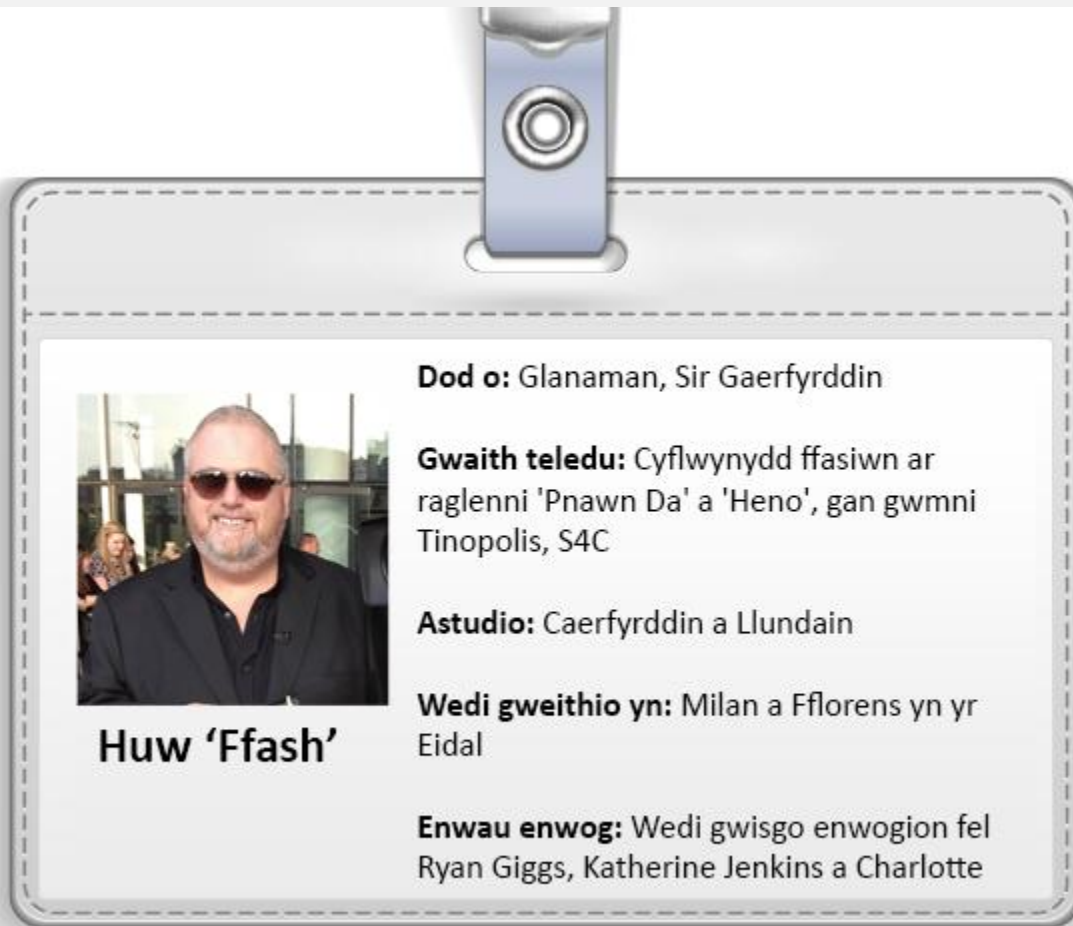 Dod o: Glanaman, Sir Gaerfyrddin
Gwaith teledu: Cyflwynydd ffasiwn ar
raglenni 'Pnawn Da' a 'Heno', gan gwmni
Tinopolis, S4C
Astudio: Caerfyrddin a Llundain
Wedi gweithio yn: Milan a Fflorens yn yr
Eidal
Enwau enwog: Wedi gwisgo enwogion fel
Ryan Giggs, Katherine Jenkins a Charlotte
Huw ‘Ffash’